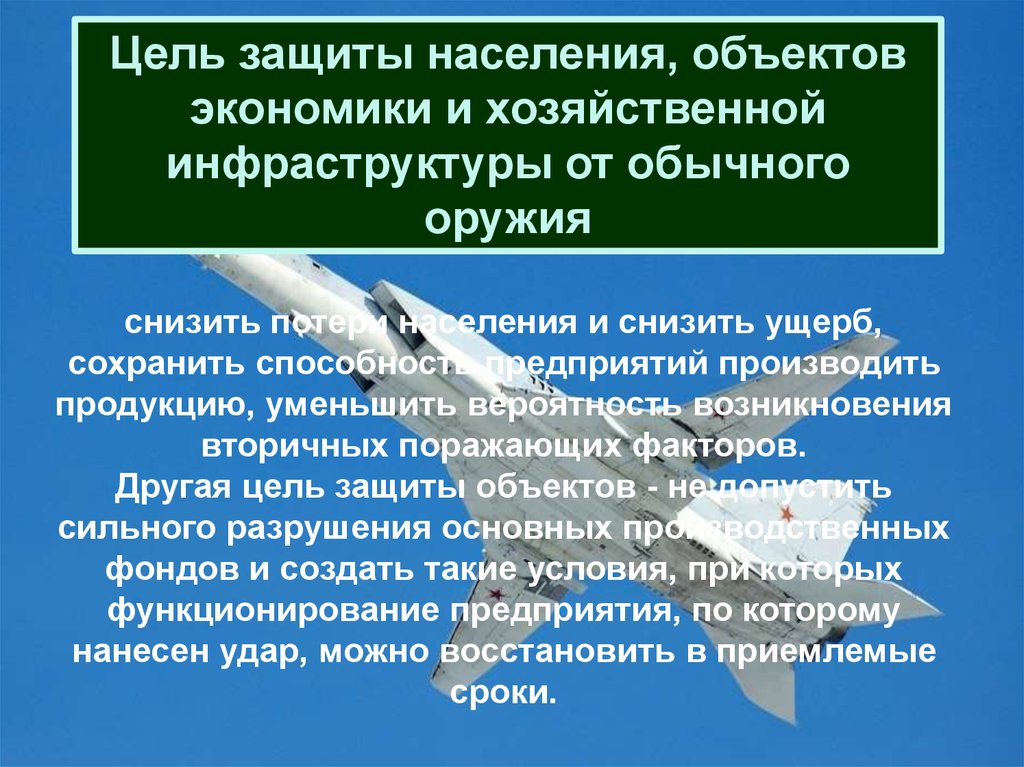 Цель защиты населения, объектов
экономики и хозяйственной
инфраструктуры от обычного
оружия
снизить потери населения и снизить ущерб,
сохранить способность предприятий производить
продукцию, уменьшить вероятность возникновения
вторичных поражающих факторов.
Другая цель защиты объектов - не допустить
сильного разрушения основных производственных
фондов и создать такие условия, при которых
функционирование предприятия, по которому
нанесен удар, можно восстановить в приемлемые
сроки.